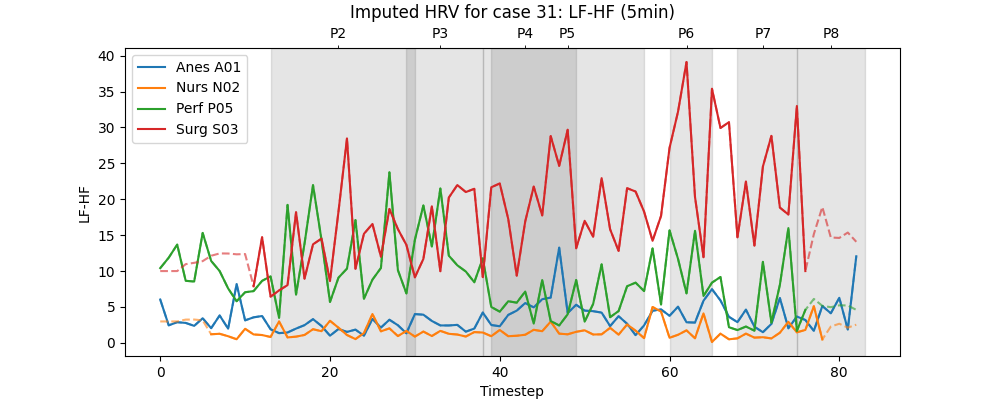 Imputed HRV for case 31: LF-HF (5min)
P2 P3 P4 P5 P6 P7 P8
40
35
30
25
20
15
10
5
0
LF-HF
Anes A01
Nurs N02
Perf P05
Surg S03
0 20 40 60 80
Timestep